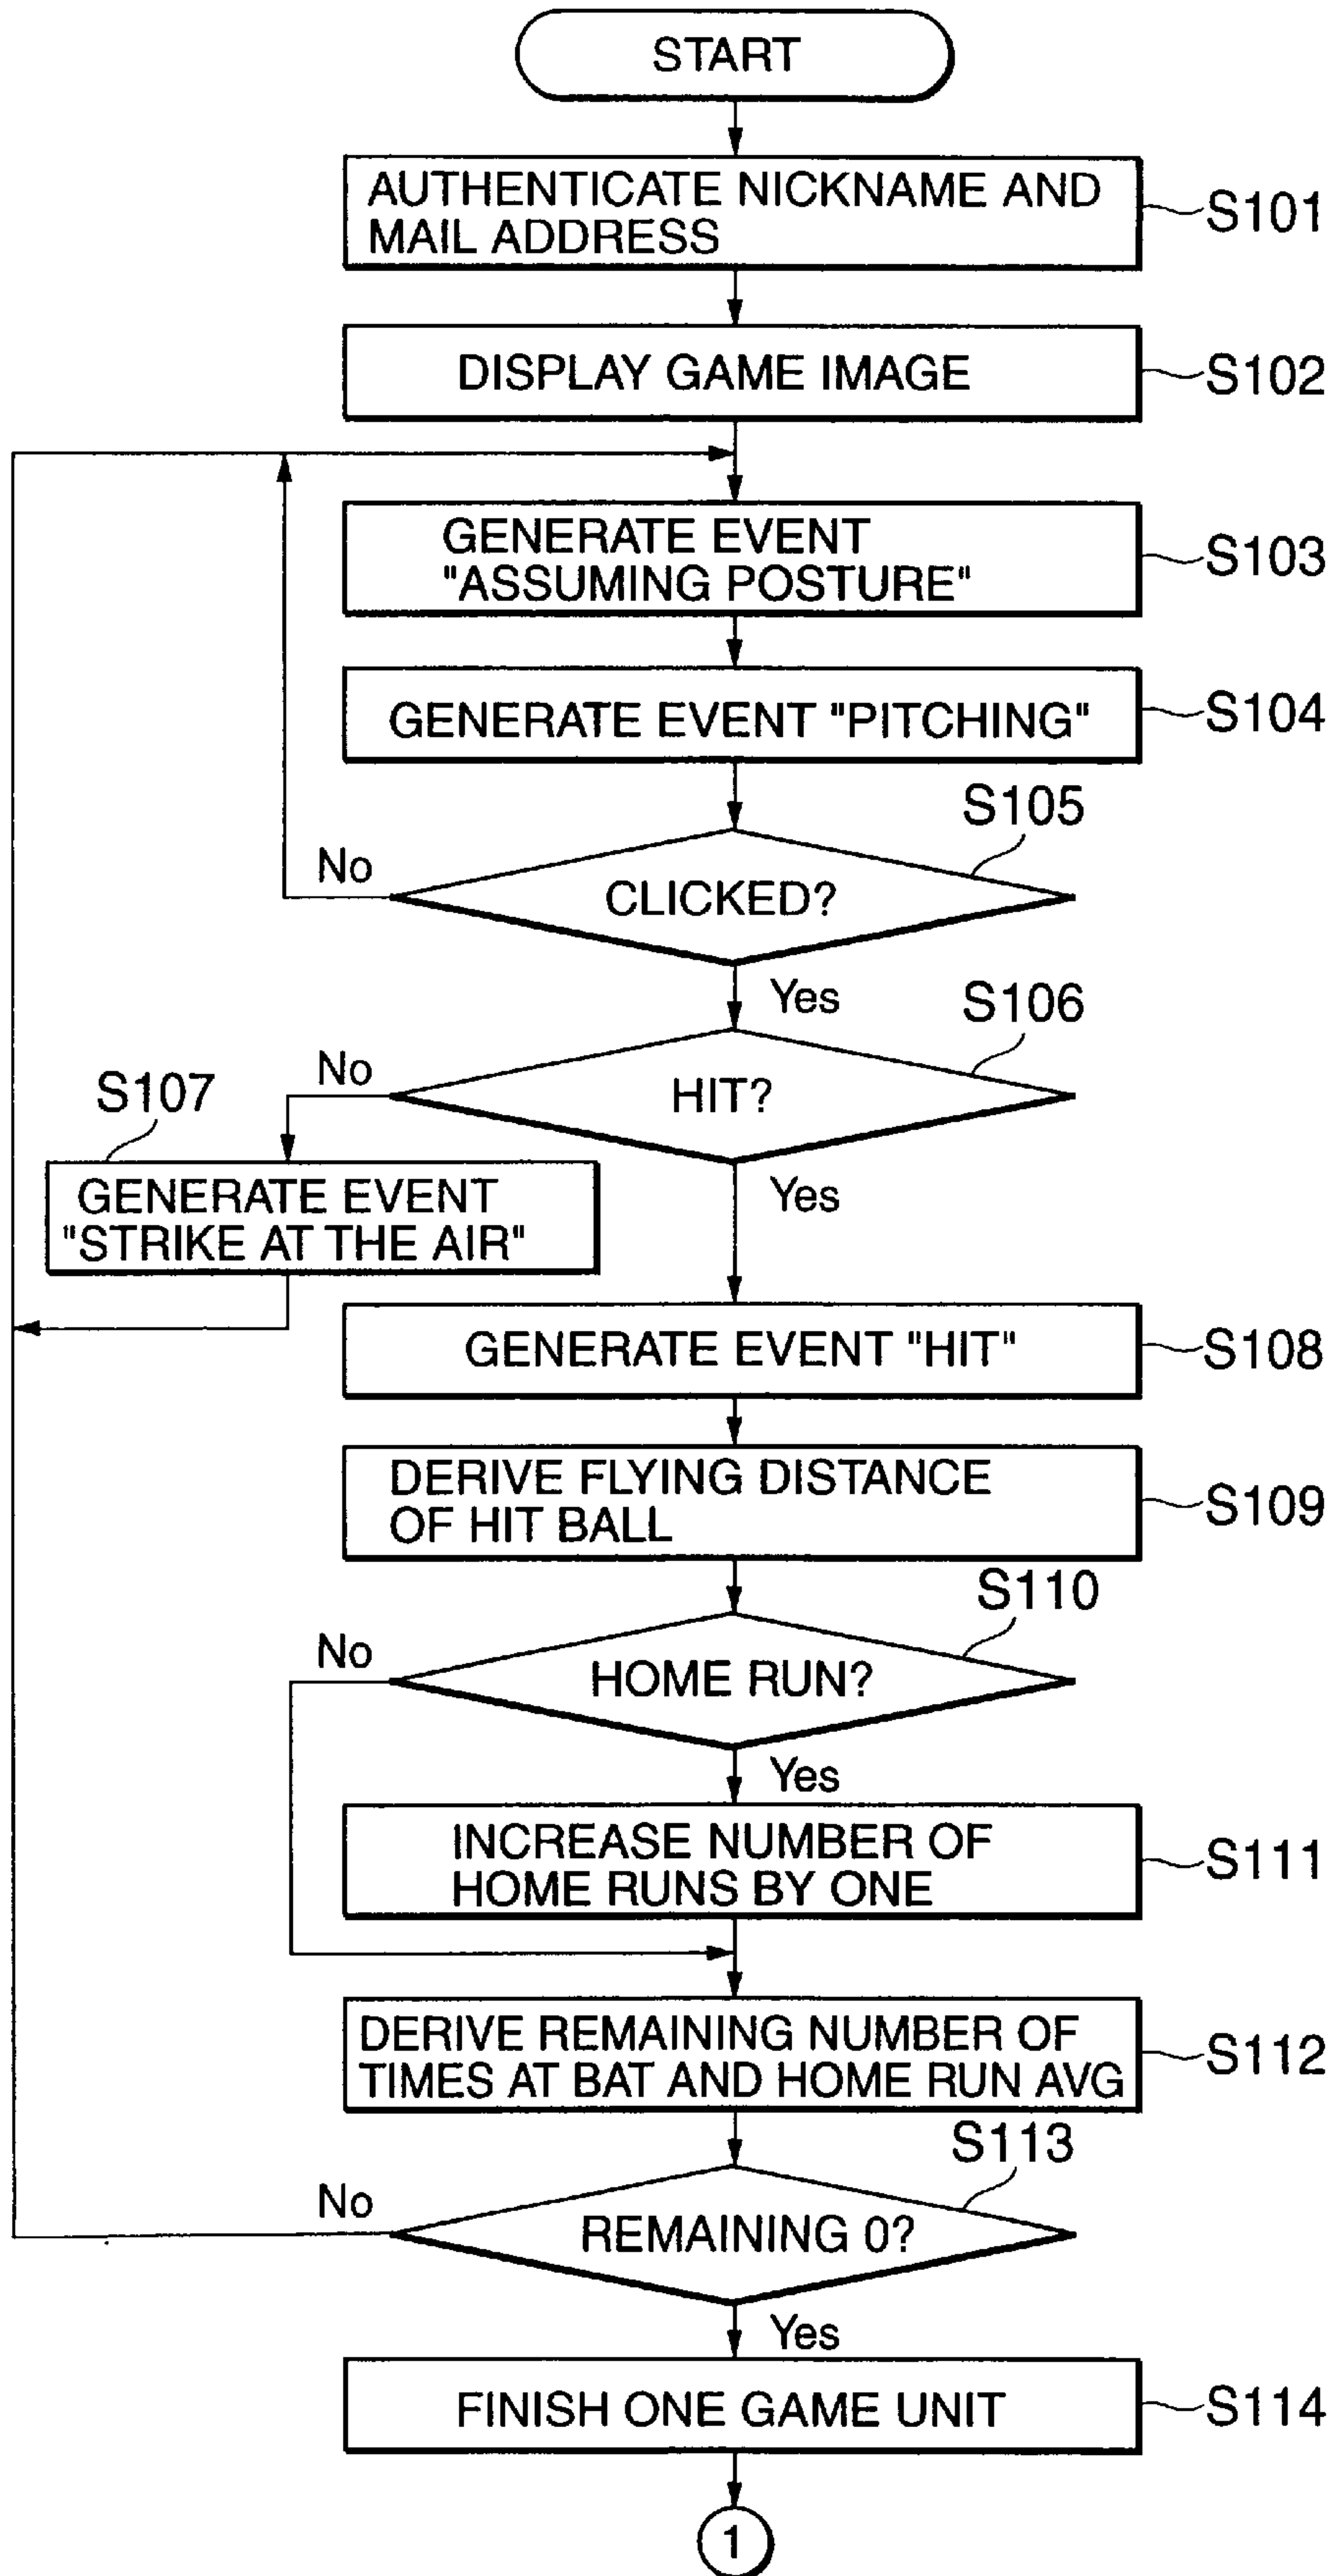 START
AUTHENTICATE NICKNAME AND
MAIL ADDRESS
S101
DISPLAY GAME IMAGE
S102
GENERATE EVENT
"ASSUMING POSTURE"
S103
GENERATE EVENT "PITCHING"
S104
S105
No
CLICKED?
Yes
S106
No
HIT?
S107
Yes
GENERATE EVENT
"STRIKE AT THE AIR"
GENERATE EVENT "HIT"
S108
DERIVE FLYING DISTANCE
OF HIT BALL
S109
S110
No
HOME RUN?
Yes
INCREASE NUMBER OF
HOME RUNS BY ONE
S111
DERIVE REMAINING NUMBER OF
TIMES AT BAT AND HOME RUN AVG
S112
S113
No
REMAINING 0?
Yes
FINISH ONE GAME UNIT
S114
1